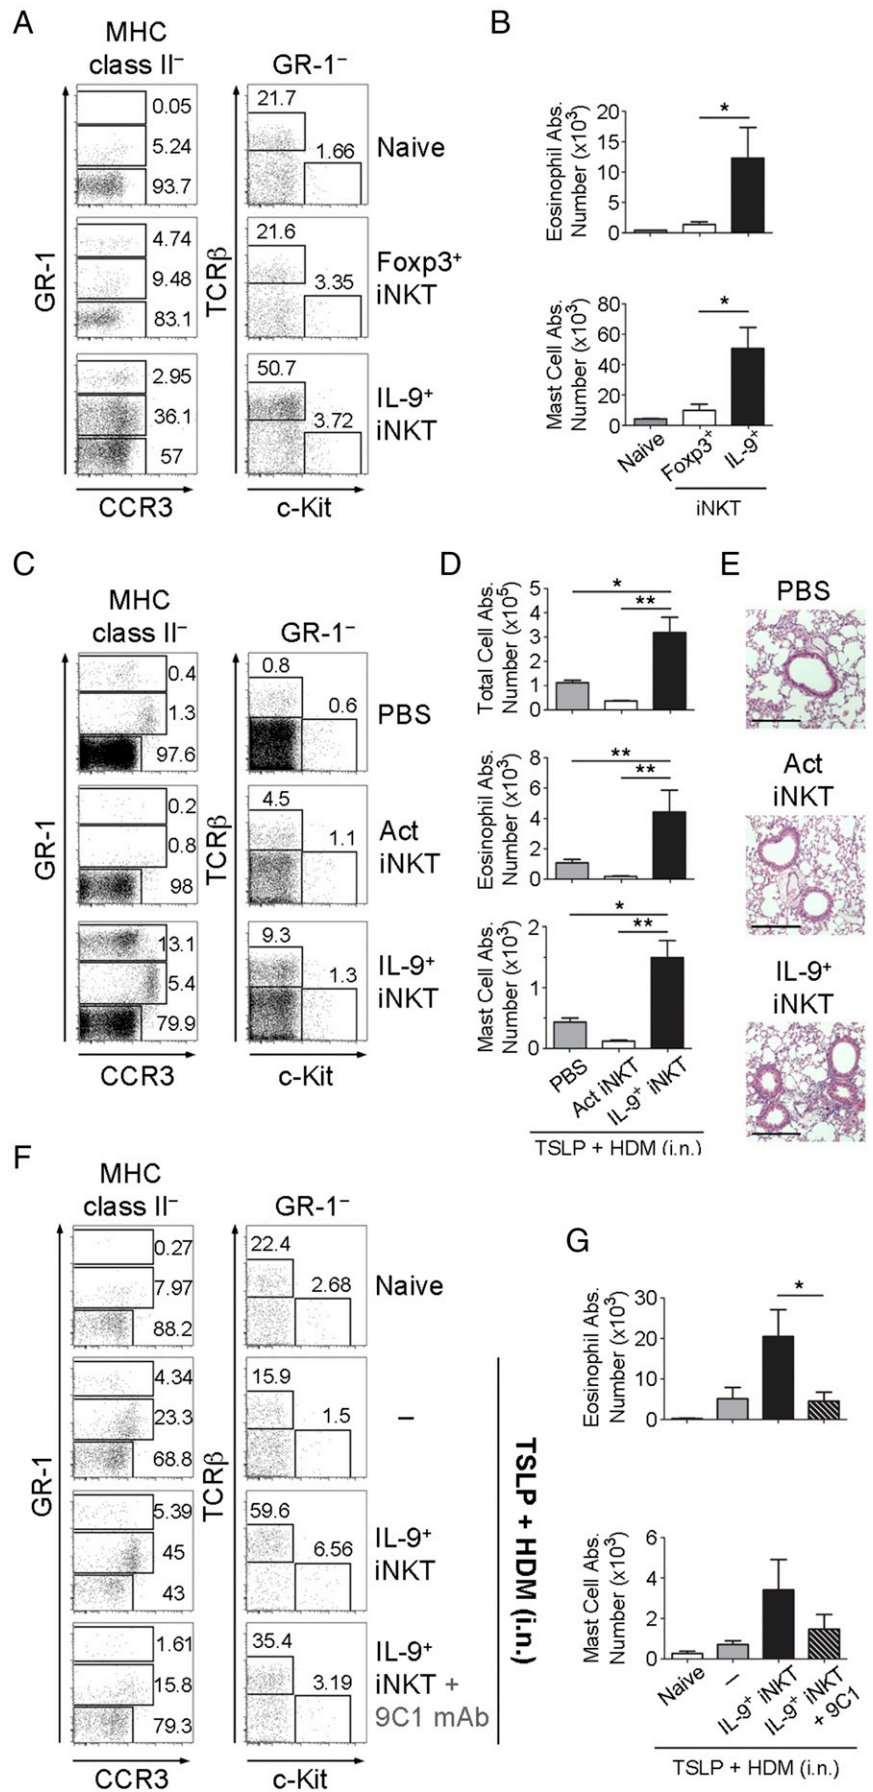 A
MHC
class II–
GR-1–
0.05
5.24
93.7
21.7
1.66
Naive
4.74
9.48
83.1
21.6
3.35
Foxp3+
iNKT
2.95
36.1
57
50.7
3.72
IL-9+
iNKT
GR-1
TCRβ
CCR3
c-Kit
B
Eosinophil Abs.
Number (x10³)
20
15
10
5
0
*
Mast Cell Abs.
Number (x10³)
80
60
40
20
0
*
Naive
Foxp3+
IL-9+
iNKT
C
MHC
class II–
GR-1–
0.4
1.3
97.6
0.8
0.6
PBS
0.2
0.8
98
4.5
1.1
Act
iNKT
13.1
5.4
79.9
9.3
1.3
IL-9+
iNKT
GR-1
TCRβ
CCR3
c-Kit
D
Total Cell Abs.
Number (x10⁵)
5
4
3
2
1
0
*
**
Eosinophil Abs.
Number (x10³)
8
4
0
**
**
Mast Cell Abs.
Number (x10³)
2
1
0
*
**
PBS
Act iNKT
IL-9+ iNKT
TSLP + HDM (i.n.)
E
PBS
Act
iNKT
IL-9+
iNKT
F
MHC
class II–
GR-1–
0.27
7.97
88.2
22.4
2.68
Naive
4.34
23.3
68.8
15.9
1.5
–
5.39
45
43
59.6
6.56
IL-9+
iNKT
1.61
15.8
79.3
35.4
3.19
IL-9+
iNKT +
9C1 mAb
GR-1
TCRβ
CCR3
c-Kit
TSLP + HDM (i.n.)
G
Eosinophil Abs.
Number (x10³)
30
20
10
0
*
Mast Cell Abs.
Number (x10³)
6
4
2
0
Naive
–
IL-9+ iNKT
IL-9+ iNKT
+ 9C1
TSLP + HDM (i.n.)